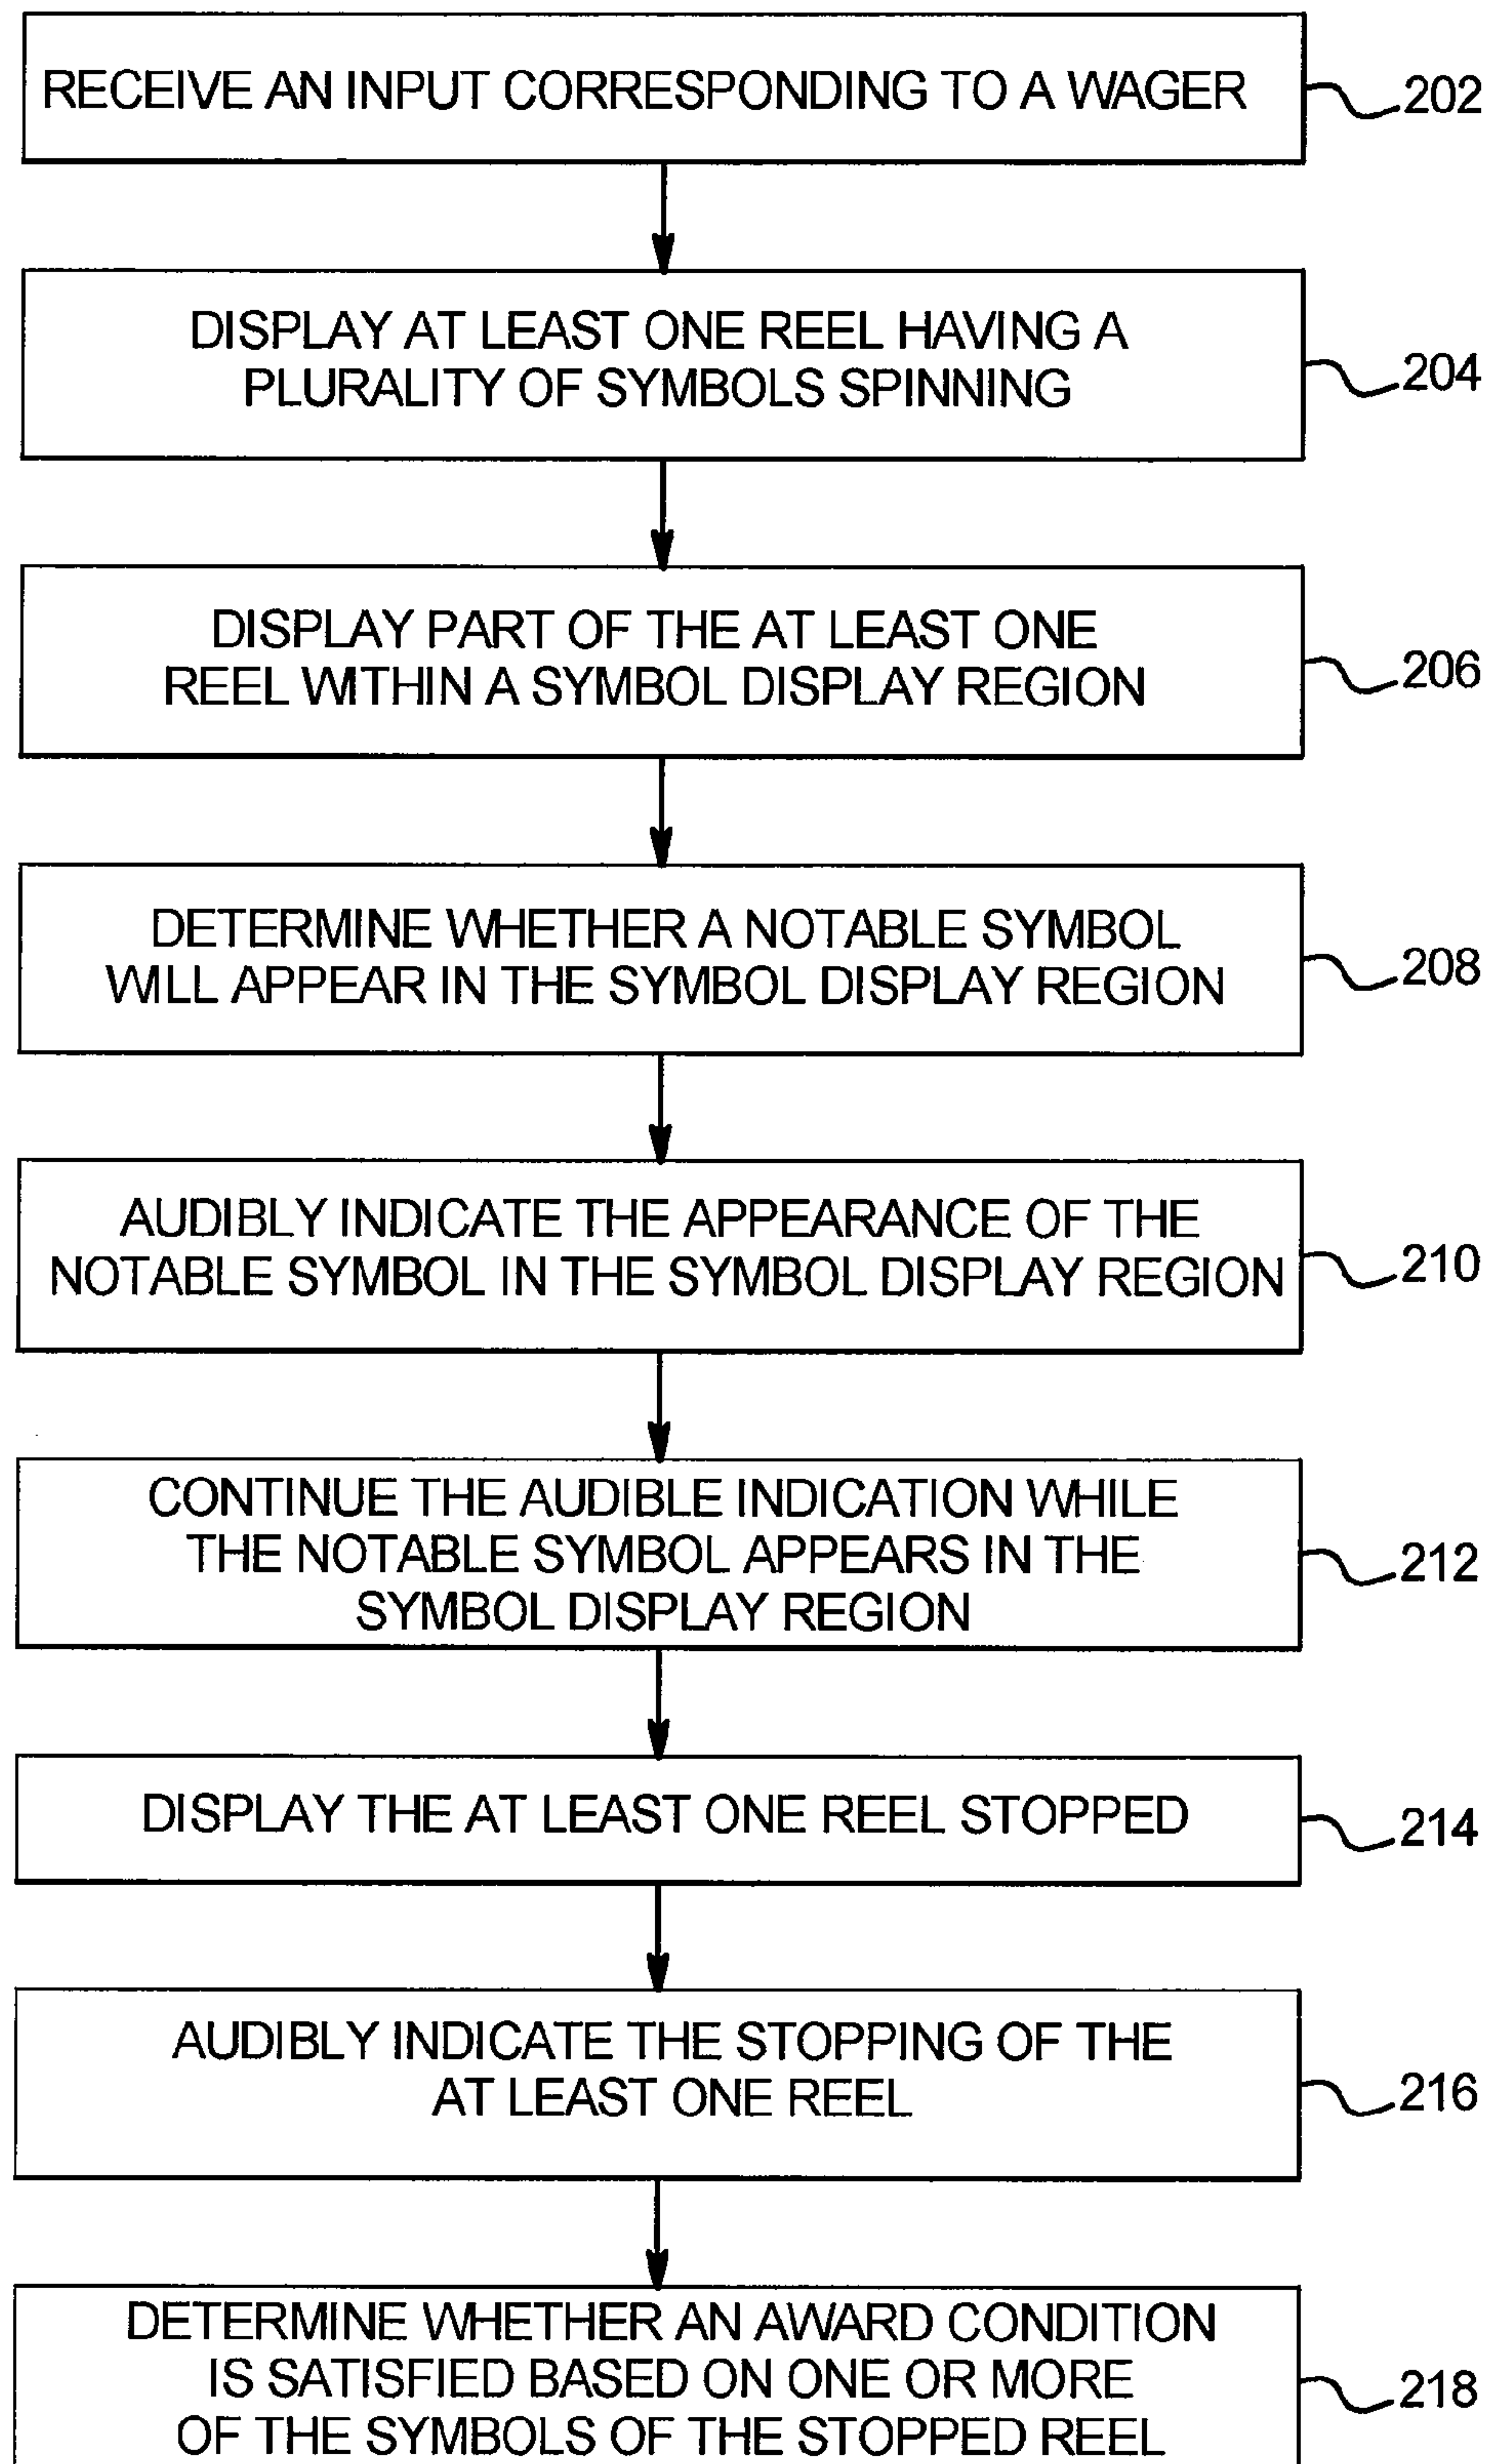 RECEIVE AN INPUT CORRESPONDING TO A WAGER
202
DISPLAY AT LEAST ONE REEL HAVING A
PLURALITY OF SYMBOLS SPINNING
204
DISPLAY PART OF THE AT LEAST ONE
REEL WITHIN A SYMBOL DISPLAY REGION
206
DETERMINE WHETHER A NOTABLE SYMBOL
WILL APPEAR IN THE SYMBOL DISPLAY REGION
208
AUDIBLY INDICATE THE APPEARANCE OF THE
NOTABLE SYMBOL IN THE SYMBOL DISPLAY REGION
210
CONTINUE THE AUDIBLE INDICATION WHILE
THE NOTABLE SYMBOL APPEARS IN THE
SYMBOL DISPLAY REGION
212
DISPLAY THE AT LEAST ONE REEL STOPPED
214
AUDIBLY INDICATE THE STOPPING OF THE
AT LEAST ONE REEL
216
DETERMINE WHETHER AN AWARD CONDITION
IS SATISFIED BASED ON ONE OR MORE
OF THE SYMBOLS OF THE STOPPED REEL
218